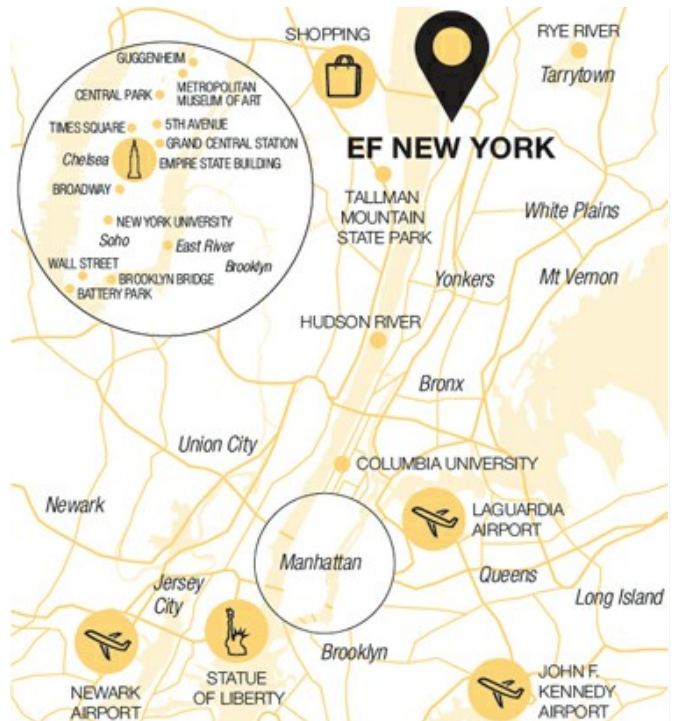 SHOPPING
RYE RIVER
Tarrytown
EF NEW YORK
GUGGENHEIM
METROPOLITAN
MUSEUM OF ART
CENTRAL PARK
TIMES SQUARE
5TH AVENUE
GRAND CENTRAL STATION
Chelsea
EMPIRE STATE BUILDING
BROADWAY
NEW YORK UNIVERSITY
Soho
East River
WALL STREET
Brooklyn
BROOKLYN BRIDGE
BATTERY PARK
TALLMAN
MOUNTAIN
STATE PARK
White Plains
Yonkers
Mt Vernon
HUDSON RIVER
Bronx
Union City
COLUMBIA UNIVERSITY
Newark
LAGUARDIA
AIRPORT
Manhattan
Queens
Jersey
City
Long Island
Brooklyn
STATUE
OF LIBERTY
NEWARK
AIRPORT
JOHN F.
KENNEDY
AIRPORT